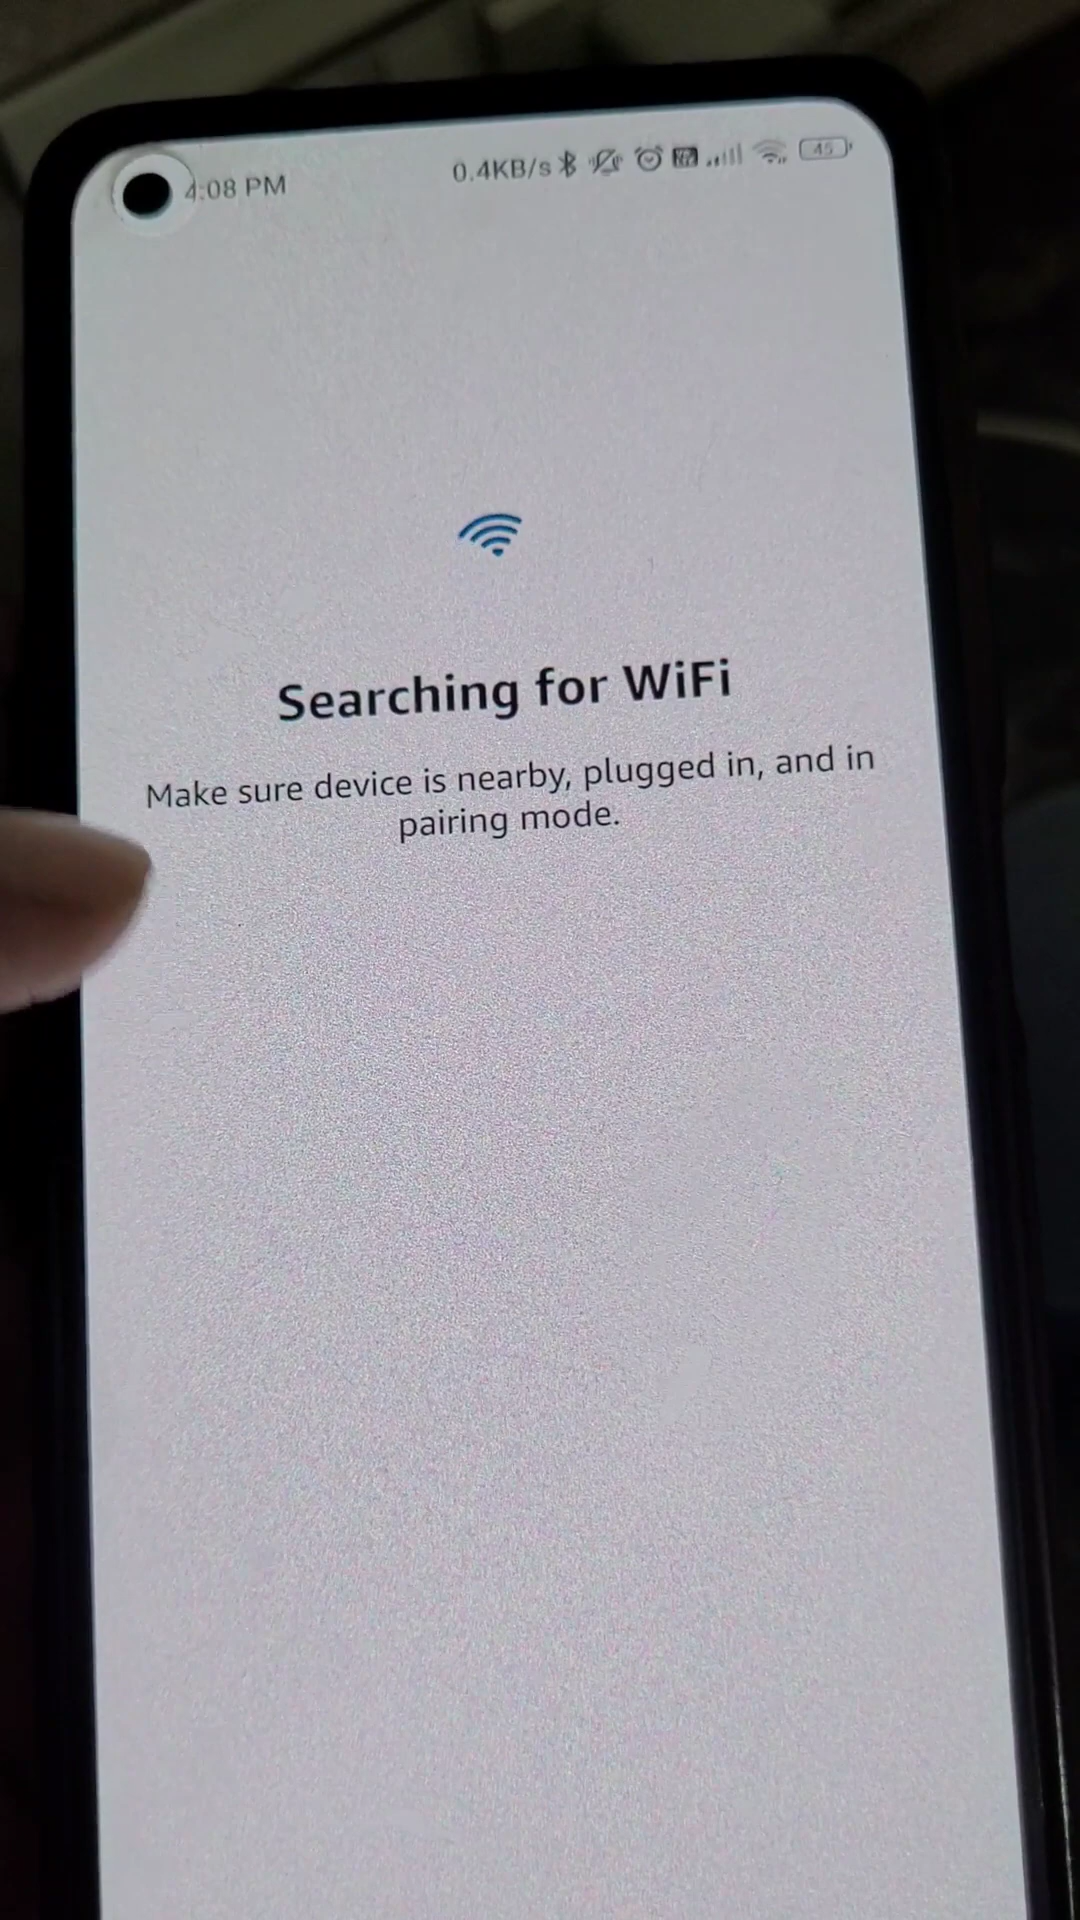 4:08 PM 0.4KB/s 45
Searching for WiFi
Make sure device is nearby, plugged in, and in
pairing mode.